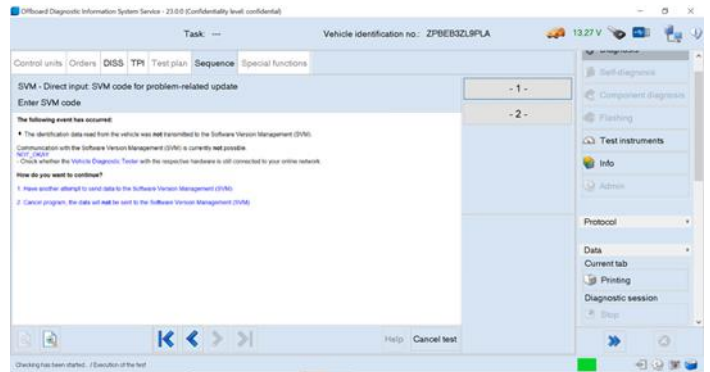 Offboard Diagnostic Information System Service - 23.0.0 (Confidentiality level: confidential)
Task: ---
Vehicle identification no.: ZPBEB3ZL9PLA
13.27 V
Control units Orders DISS TPI Test plan Sequence Special functions
SVM - Direct input: SVM code for problem-related update
Enter SVM code
The following event has occurred:
The identification data read from the vehicle was not transmitted to the Software Version Management (SVM).
Communication with the Software Version Management (SVM) is currently not possible.
NOT_OKAY
- Check whether the Vehicle Diagnostic Tester with the respective hardware is still connected to your online network.
How do you want to continue?
1. Have another attempt to send data to the Software Version Management (SVM)
2. Cancel program, the data will not be sent to the Software Version Management (SVM)
- 1 -
- 2 -
Help Cancel test
Diagnosis
Self-diagnosis
Component diagnosis
Flashing
Test instruments
Info
Admin
Protocol
Data
Current tab
Printing
Diagnostic session
Stop
Checking has been started. / Execution of the test